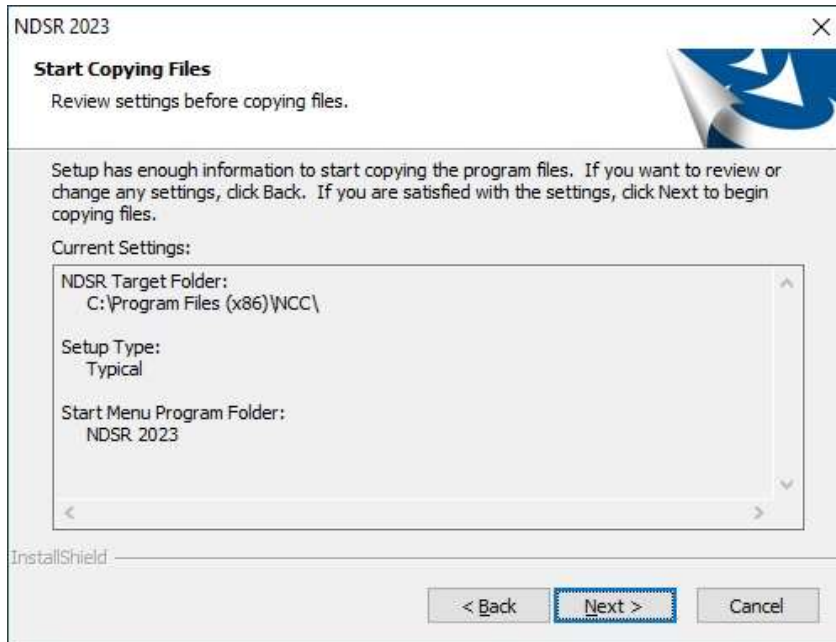 NDSR 2023
Start Copying Files
Review settings before copying files.
Setup has enough information to start copying the program files. If you want to review or
change any settings, click Back. If you are satisfied with the settings, click Next to begin
copying files.
Current Settings:
NDSR Target Folder:
C:\Program Files (x86)\NCC\
Setup Type:
Typical
Start Menu Program Folder:
NDSR 2023
InstallShield
< Back
Next >
Cancel